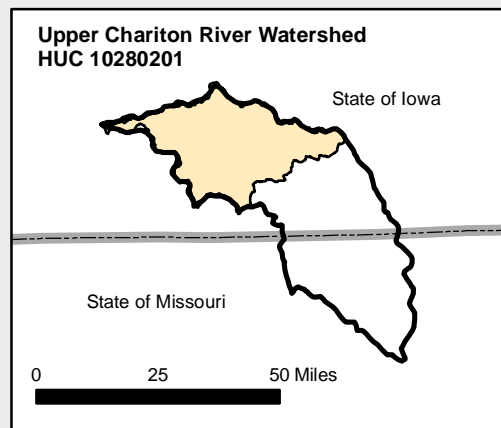 Upper Chariton River Watershed
HUC 10280201
State of Iowa
State of Missouri
0 25 50 Miles